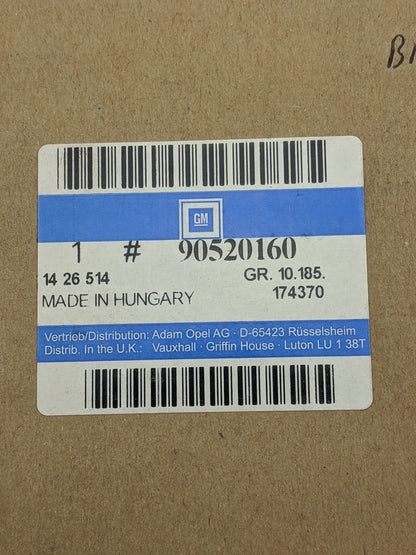 GM
1 # 90520160
14 26 514 GR. 10.185.
MADE IN HUNGARY 174370
Vertrieb/Distribution: Adam Opel AG · D-65423 Rüsselsheim
Distrib. In the U.K.: Vauxhall · Griffin House · Luton LU 1 38T